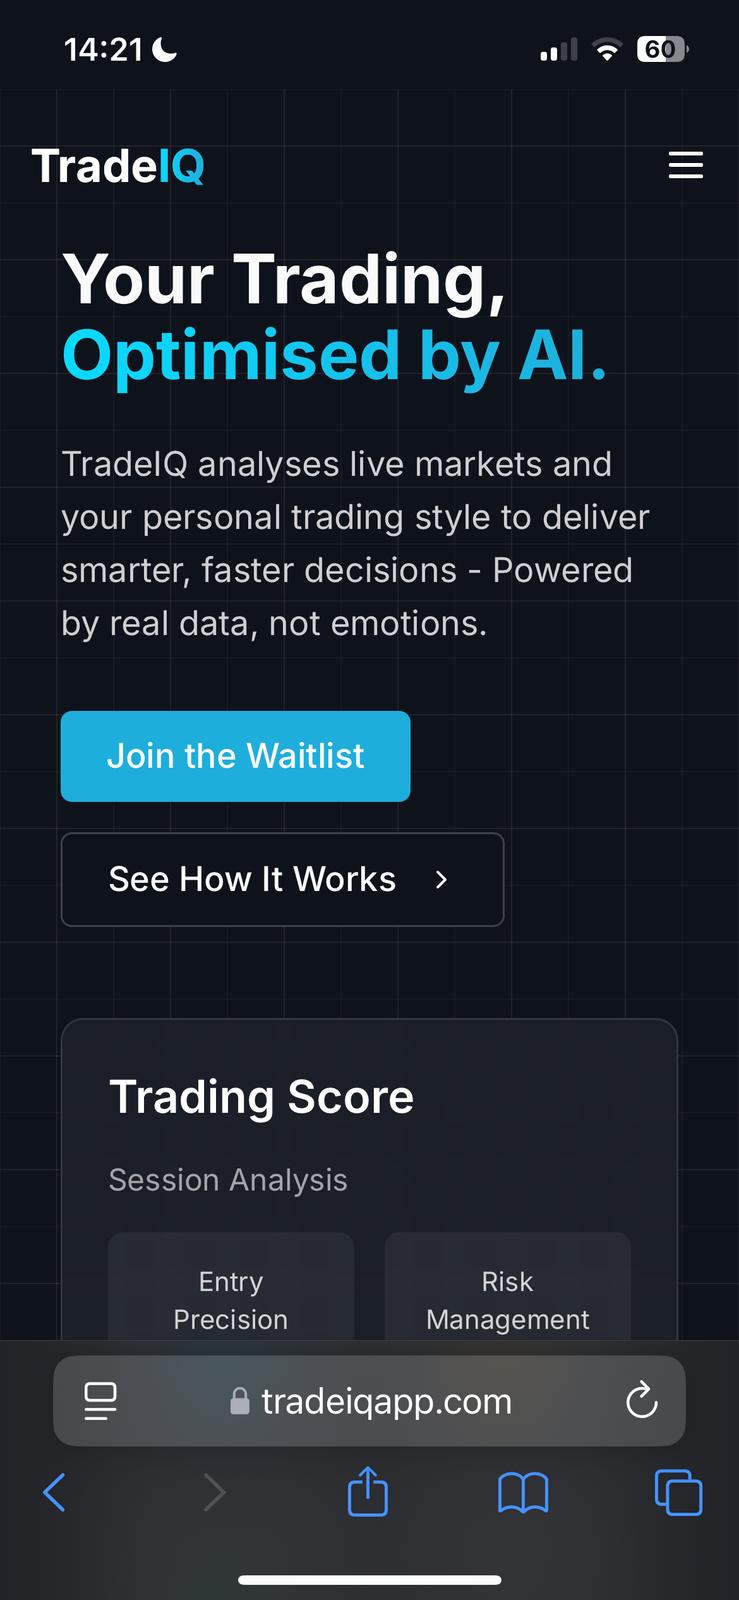 14:21
60
TradeIQ
Your Trading,
Optimised by AI.
TradeIQ analyses live markets and
your personal trading style to deliver
smarter, faster decisions - Powered
by real data, not emotions.
Join the Waitlist
See How It Works
Trading Score
Session Analysis
Entry
Precision
Risk
Management
tradeiqapp.com